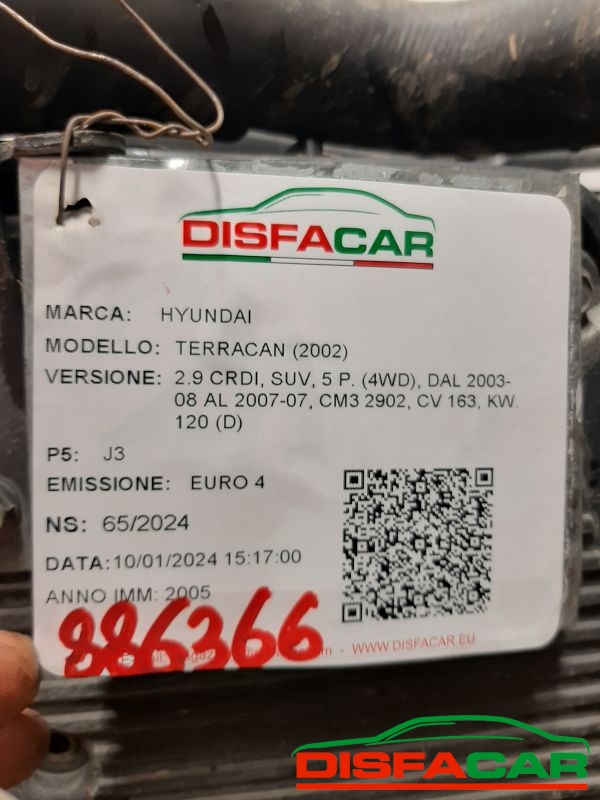 DISFACAR
MARCA: HYUNDAI
MODELLO: TERRACAN (2002)
VERSIONE: 2.9 CRDI, SUV, 5 P. (4WD), DAL 2003-
08 AL 2007-07, CM3 2902, CV 163, KW.
120 (D)
P5: J3
EMISSIONE: EURO 4
NS: 65/2024
DATA:10/01/2024 15:17:00
ANNO IMM: 2005
886366
- WWW.DISFACAR.EU
DISFACAR